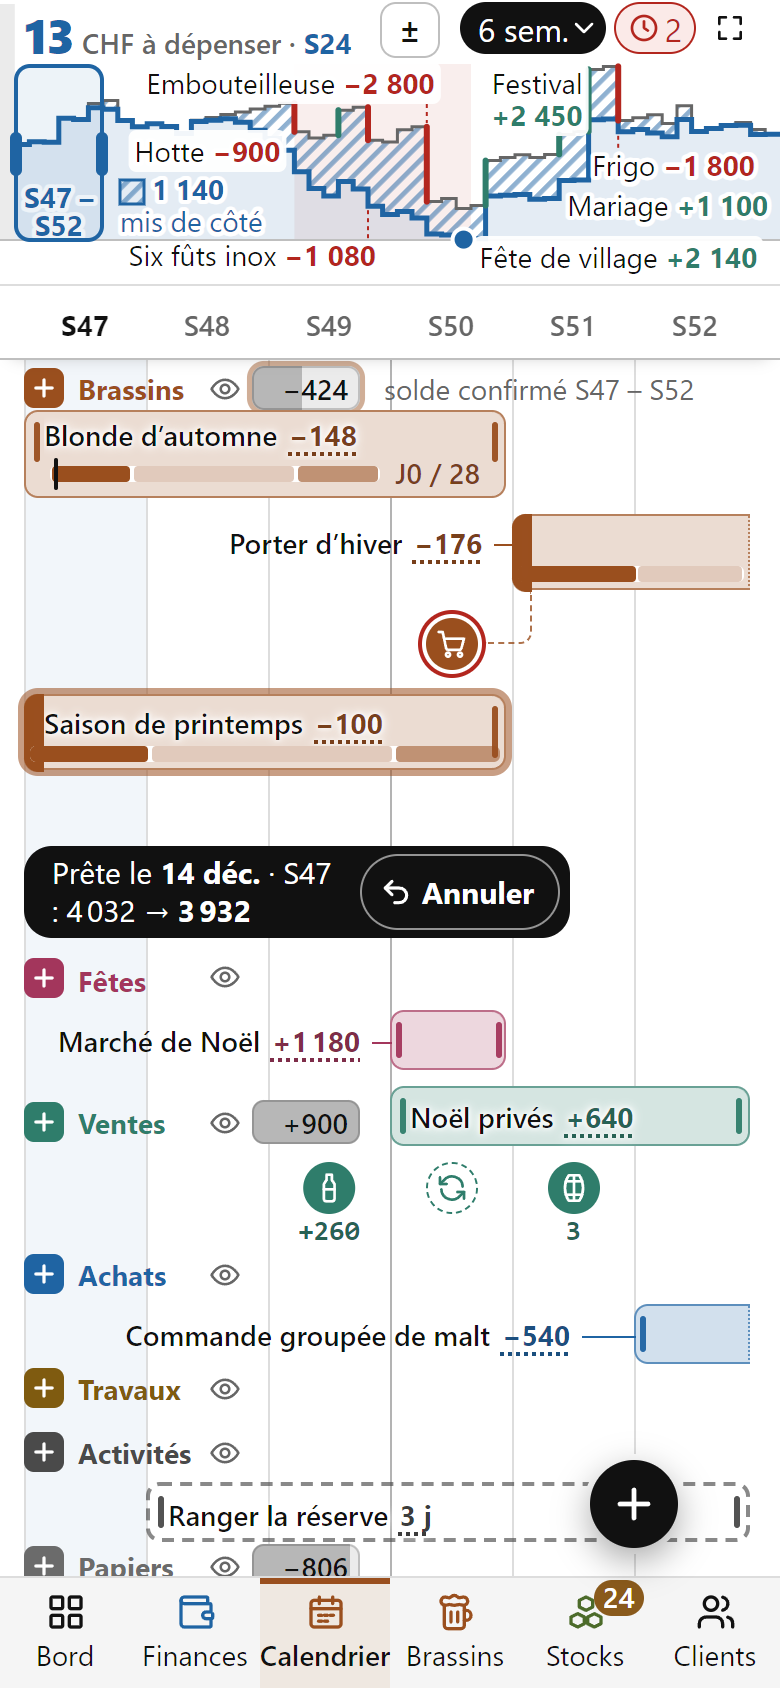 13 CHF à dépenser · S24
±
6 sem.
2
Embouteilleuse −2 800
Festival
+2 450
Hotte −900
Frigo −1 800
S47 –
S52
1 140
mis de côté
Mariage +1 100
Six fûts inox −1 080
Fête de village +2 140
S47 S48 S49 S50 S51 S52
Brassins
−424
solde confirmé S47 – S52
Blonde d’automne −148
J0 / 28
Porter d’hiver −176
Saison de printemps −100
Prête le 14 déc. · S47
: 4 032 → 3 932
Annuler
Fêtes
Marché de Noël +1 180
Ventes
+900
Noël privés +640
+260
3
Achats
Commande groupée de malt −540
Travaux
Activités
Ranger la réserve 3 j
Papiers
−806
24
Bord Finances Calendrier Brassins Stocks Clients